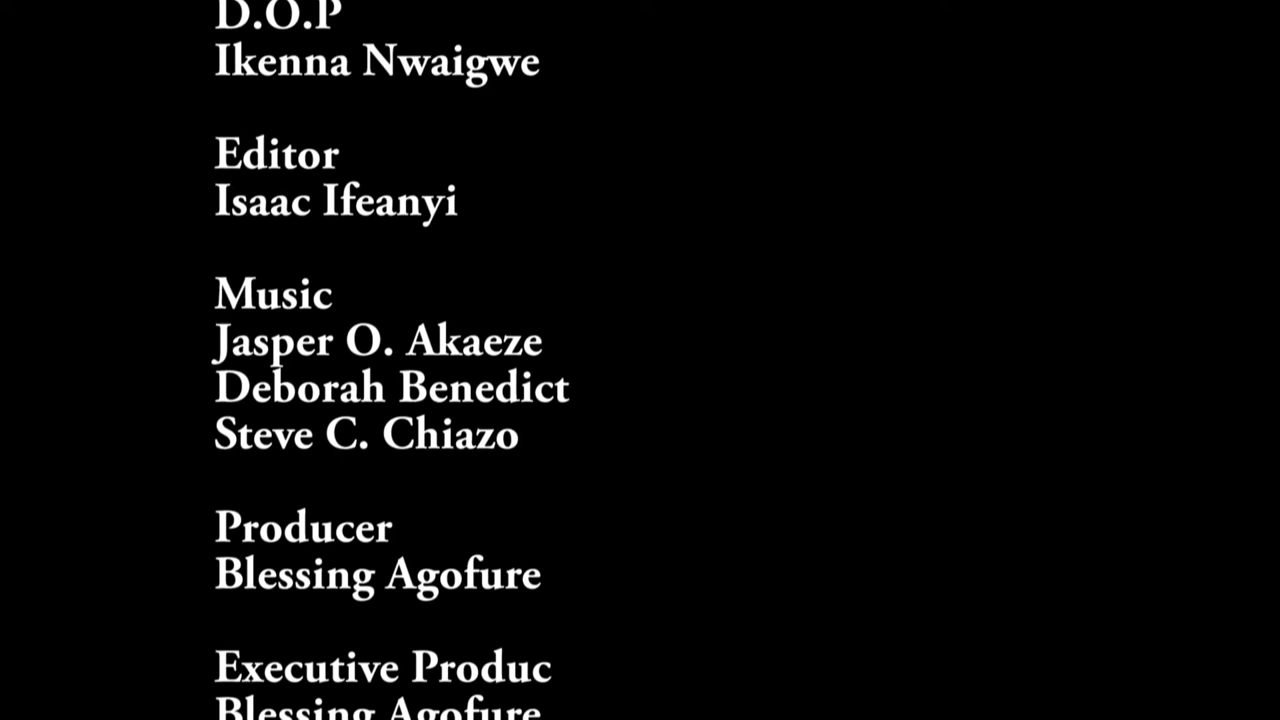 D.O.P
Ikenna Nwaigwe
Editor
Isaac Ifeanyi
Music
Jasper O. Akaeze
Deborah Benedict
Steve C. Chiazo
Producer
Blessing Agofure
Executive Produc
Blessing Agofure